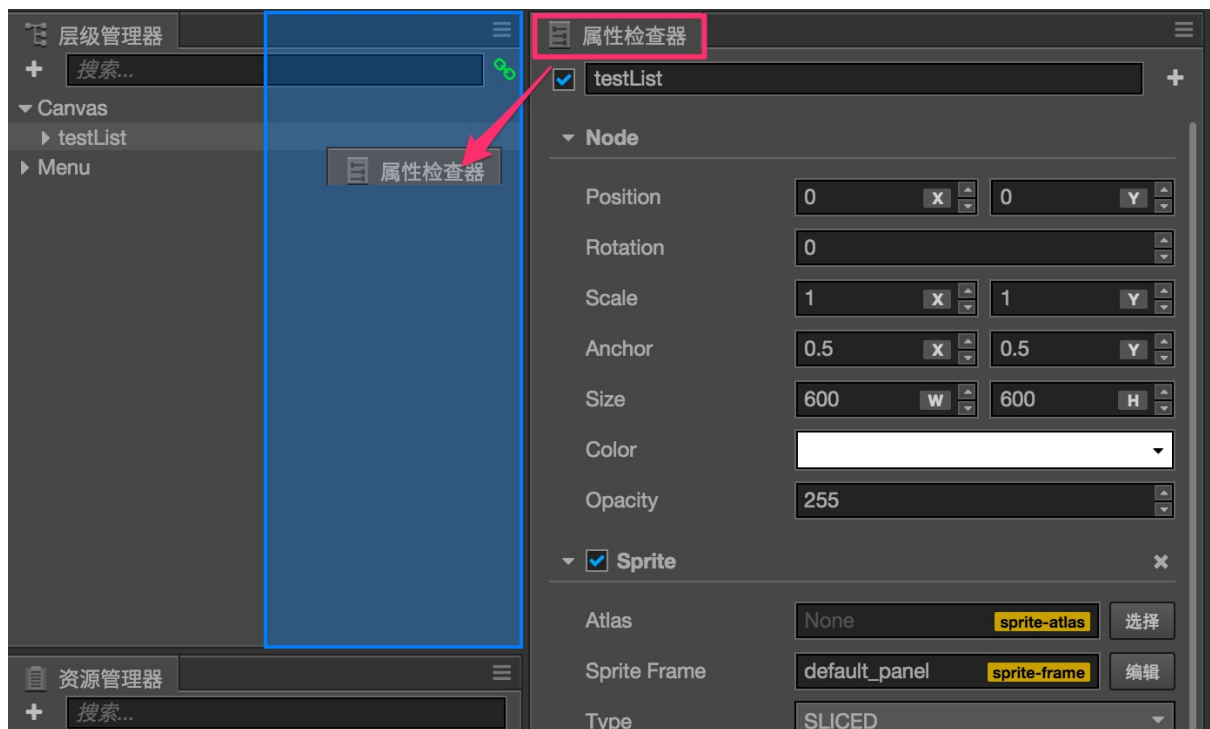 层级管理器
搜索...
Canvas
testList
Menu
属性检查器
资源管理器
搜索...
属性检查器
testList
Node
Position 0 X 0 Y
Rotation 0
Scale 1 X 1 Y
Anchor 0.5 X 0.5 Y
Size 600 W 600 H
Color
Opacity 255
Sprite
Atlas None sprite-atlas 选择
Sprite Frame default_panel sprite-frame 编辑
Type SLICED